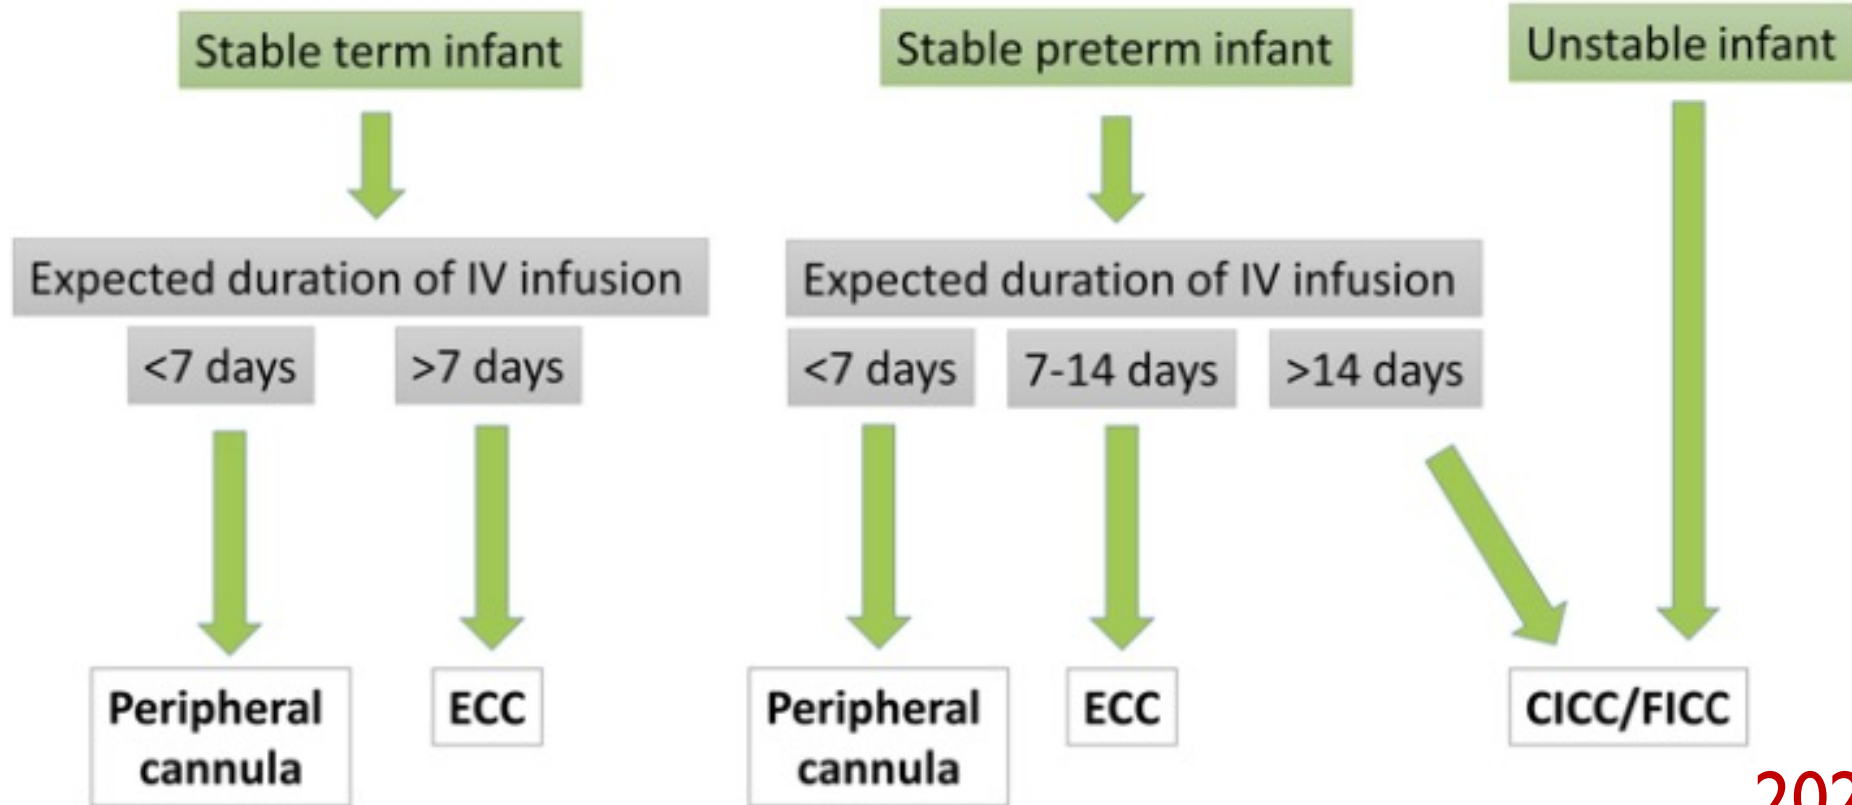 Stable term infant
Stable preterm infant
Unstable infant
Expected duration of IV infusion
Expected duration of IV infusion
<7 days
>7 days
<7 days
7-14 days
>14 days
Peripheral
cannula
ECC
Peripheral
cannula
ECC
CICC/FICC